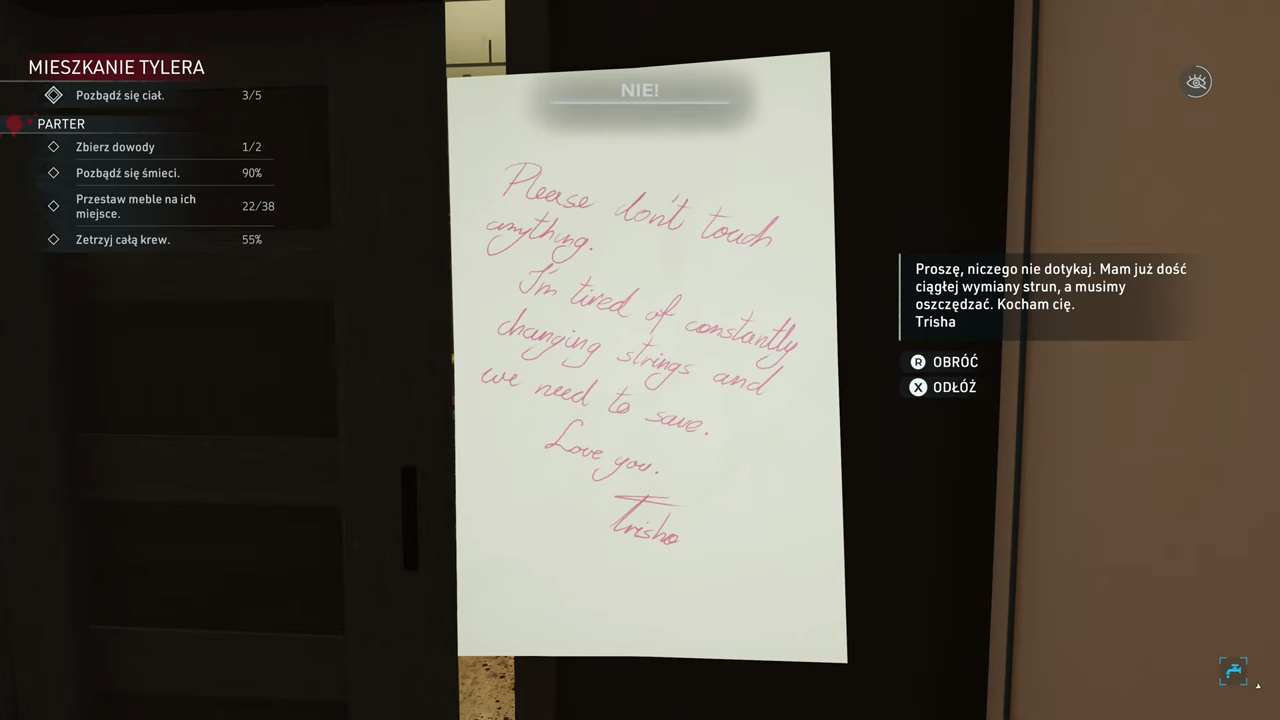 MIESZKANIE TYLERA
Pozbądź się ciał. 3/5
PARTER
Zbierz dowody 1/2
Pozbądź się śmieci. 90%
Przestaw meble na ich
miejsce. 22/38
Zetrzyj całą krew. 55%
NIE!
Please don't touch
anything.
I'm tired of constantly
changing strings and
we need to save.
Love you.
Trisha
Proszę, niczego nie dotykaj. Mam już dość
ciągłej wymiany strun, a musimy
oszczędzać. Kocham cię.
Trisha
R OBRÓĆ
X ODŁÓŻ